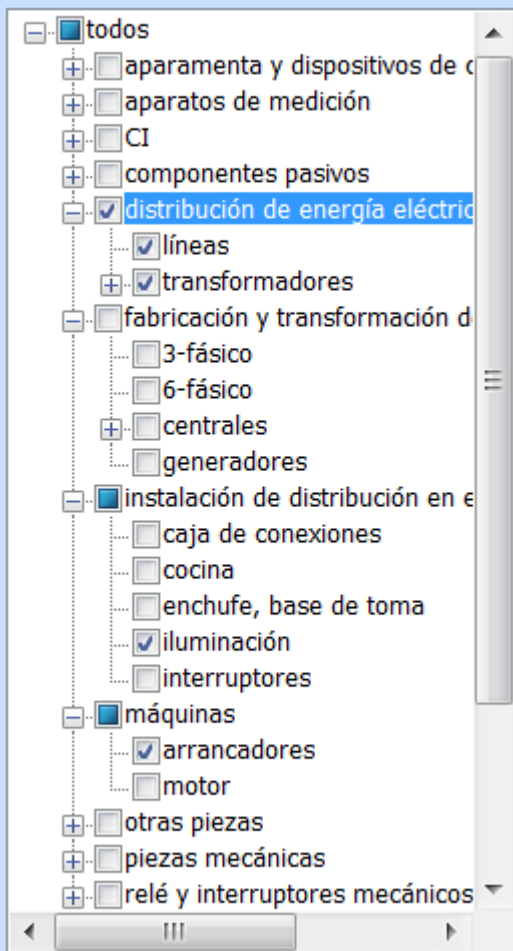 todos
aparamenta y dispositivos de c
aparatos de medición
CI
componentes pasivos
distribución de energía eléctric
líneas
transformadores
fabricación y transformación d
3-fásico
6-fásico
centrales
generadores
instalación de distribución en e
caja de conexiones
cocina
enchufe, base de toma
iluminación
interruptores
máquinas
arrancadores
motor
otras piezas
piezas mecánicas
relé y interruptores mecánicos